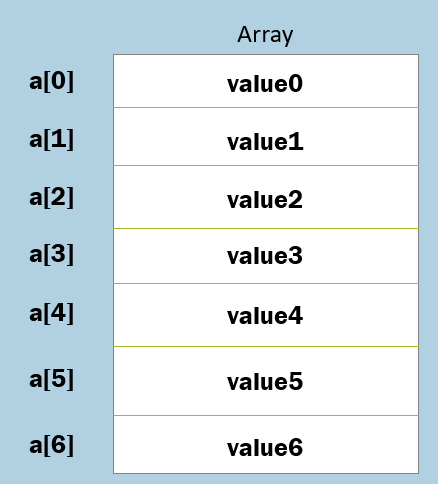 Array
a[0] value0
a[1] value1
a[2] value2
a[3] value3
a[4] value4
a[5] value5
a[6] value6